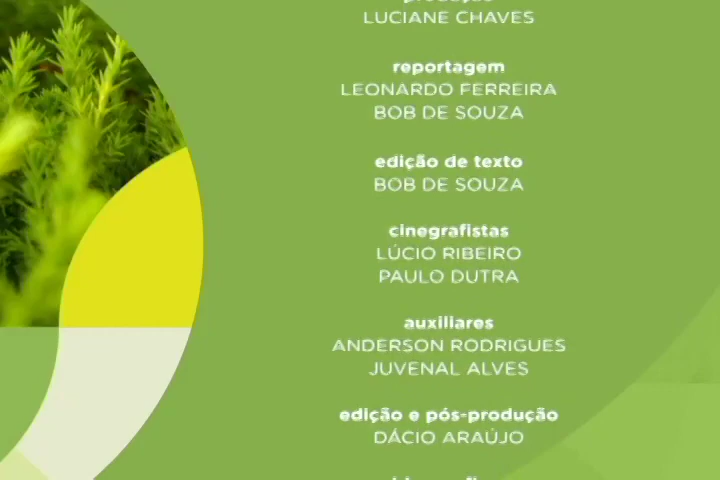 LUCIANE CHAVES
reportagem
LEONARDO FERREIRA
BOB DE SOUZA
edição de texto
BOB DE SOUZA
cinegrafistas
LÚCIO RIBEIRO
PAULO DUTRA
auxiliares
ANDERSON RODRIGUES
JUVENAL ALVES
edição e pós-produção
DÁCIO ARAÚJO